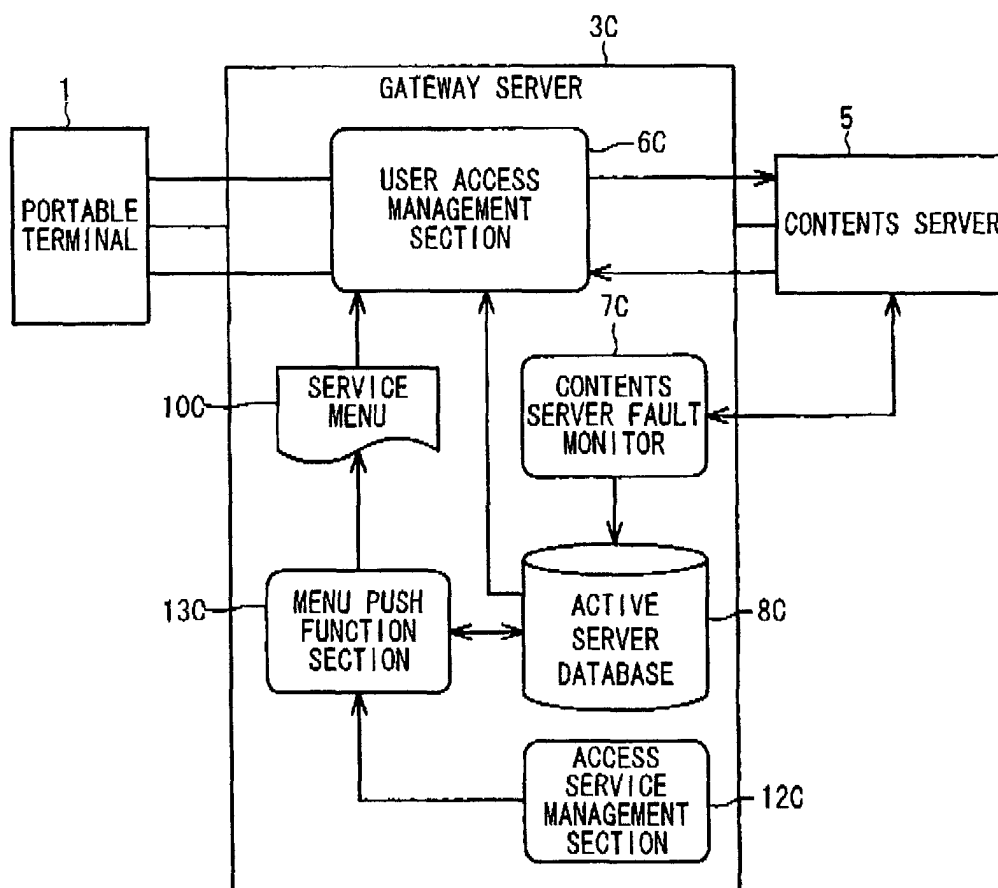 3C
GATEWAY SERVER
1
PORTABLE
TERMINAL
6C
USER ACCESS
MANAGEMENT
SECTION
5
CONTENTS SERVER
7C
CONTENTS
SERVER FAULT
MONITOR
10C
SERVICE
MENU
13C
MENU PUSH
FUNCTION
SECTION
ACTIVE
SERVER
DATABASE
8C
ACCESS
SERVICE
MANAGEMENT
SECTION
12C